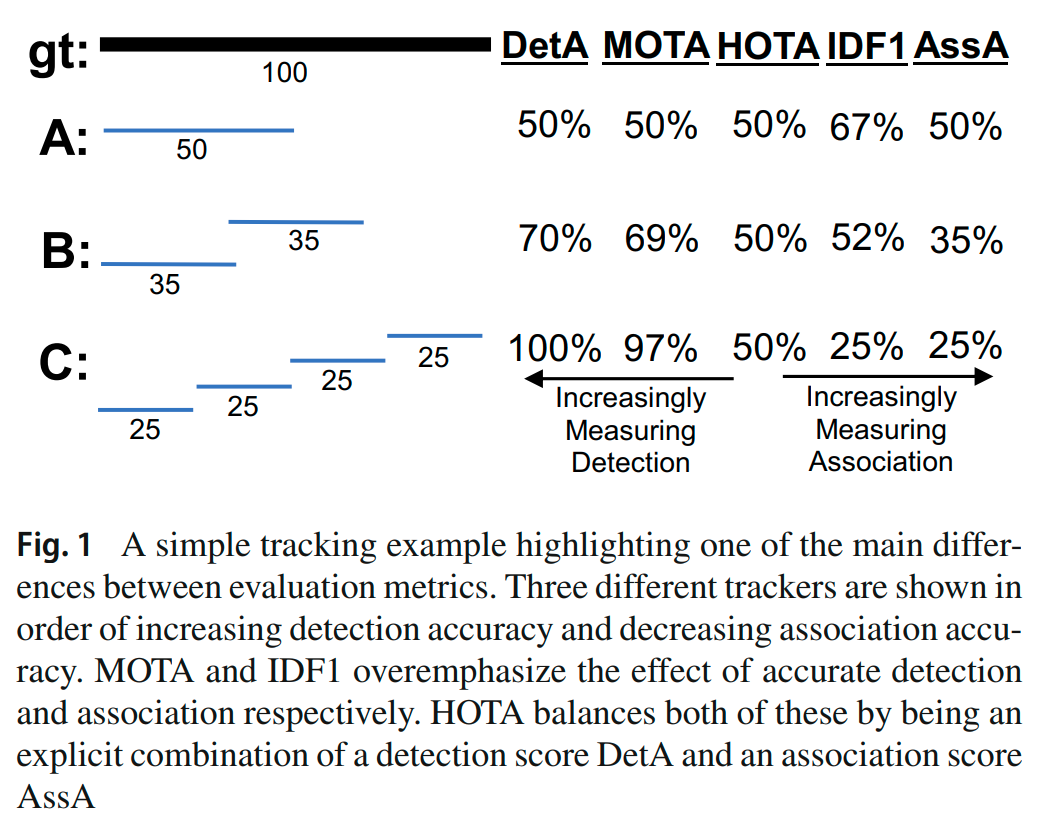 gt: DetA MOTA HOTA IDF1 AssA
100
A: 50% 50% 50% 67% 50%
50
B: 70% 69% 50% 52% 35%
35
35
C: 100% 97% 50% 25% 25%
25
25
25
25
Increasingly
Measuring
Detection
Increasingly
Measuring
Association
Fig. 1 A simple tracking example highlighting one of the main differ-
ences between evaluation metrics. Three different trackers are shown in
order of increasing detection accuracy and decreasing association accu-
racy. MOTA and IDF1 overemphasize the effect of accurate detection
and association respectively. HOTA balances both of these by being an
explicit combination of a detection score DetA and an association score
AssA